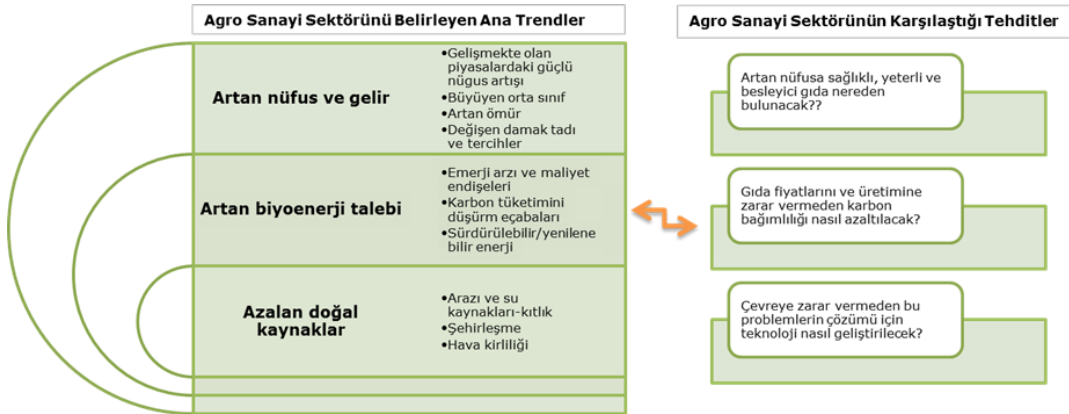 Agro Sanayi Sektörünü Belirleyen Ana Trendler
Artan nüfus ve gelir
•Gelişmekte olan
piyasalardaki güçlü
nügus artışı
•Büyüyen orta sınıf
•Artan ömür
•Değişen damak tadı
ve tercihler
Artan biyoenerji talebi
•Emerji arzı ve maliyet
endişeleri
•Karbon tüketimini
düşürm eçabaları
•Sürdürülebilir/yenilene
bilir enerji
Azalan doğal
kaynaklar
•Arazı ve su
kaynakları-kıtlık
•Şehirleşme
•Hava kirliliği
Agro Sanayi Sektörünün Karşılaştığı Tehditler
Artan nüfusa sağlıklı, yeterli ve
besleyici gıda nereden
bulunacak??
Gıda fiyatlarını ve üretimine
zarar vermeden karbon
bağımlılığı nasıl azaltılacak?
Çevreye zarar vermeden bu
problemlerin çözümü için
teknoloji nasıl geliştirilecek?